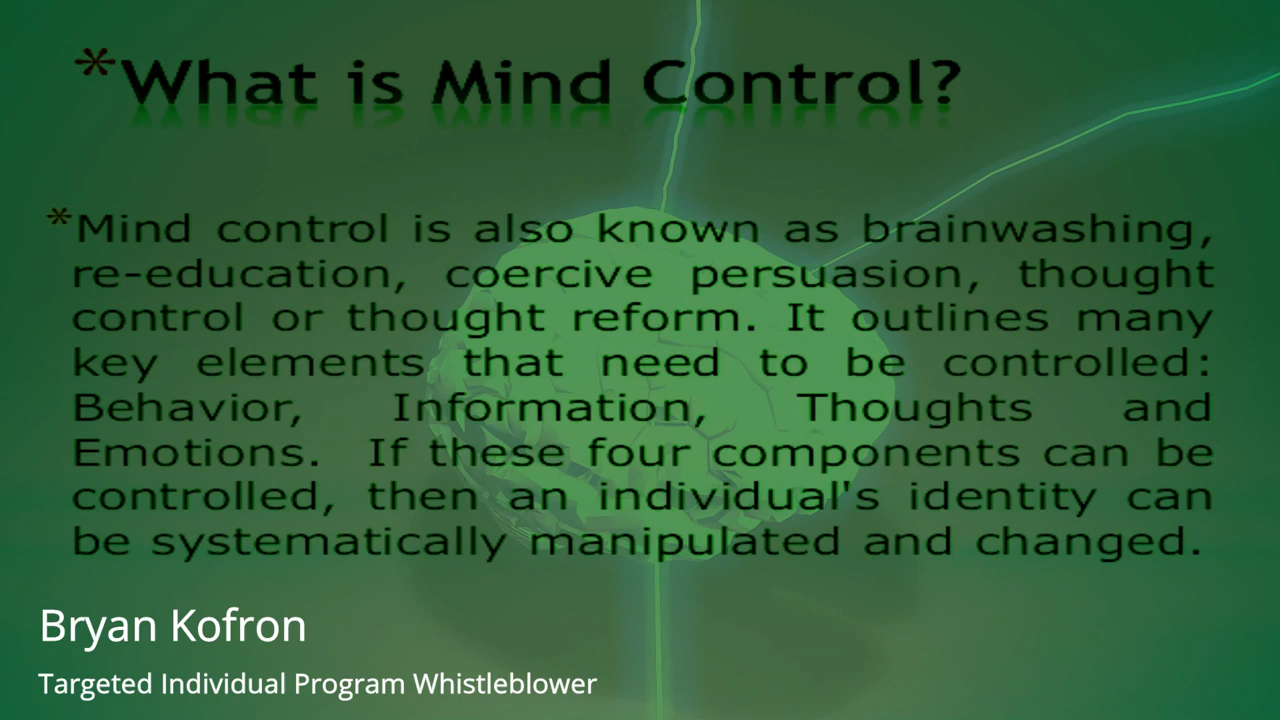 *What is Mind Control?
*Mind control is also known as brainwashing,
re-education, coercive persuasion, thought
control or thought reform. It outlines many
key elements that need to be controlled:
Behavior, Information, Thoughts and
Emotions. If these four components can be
controlled, then an individual's identity can
be systematically manipulated and changed.
Bryan Kofron
Targeted Individual Program Whistleblower